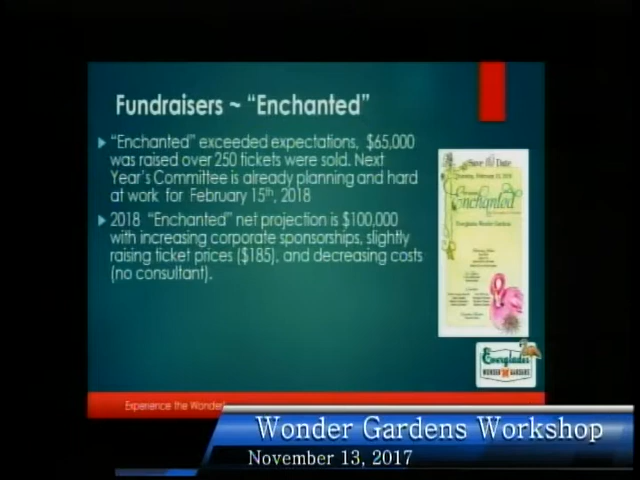 Fundraisers ~ "Enchanted"
"Enchanted" exceeded expectations, $65,000
was raised over 250 tickets were sold. Next
Year's Committee is already planning and hard
at work for February 15th, 2018
2018 "Enchanted" net projection is $100,000
with increasing corporate sponsorships, slightly
raising ticket prices ($185), and decreasing costs
(no consultant).
Save the Date
Enchanted
Everglades Wonder Gardens
Everglades
WONDER GARDENS
Experience the Wonder!
Wonder Gardens Workshop
November 13, 2017